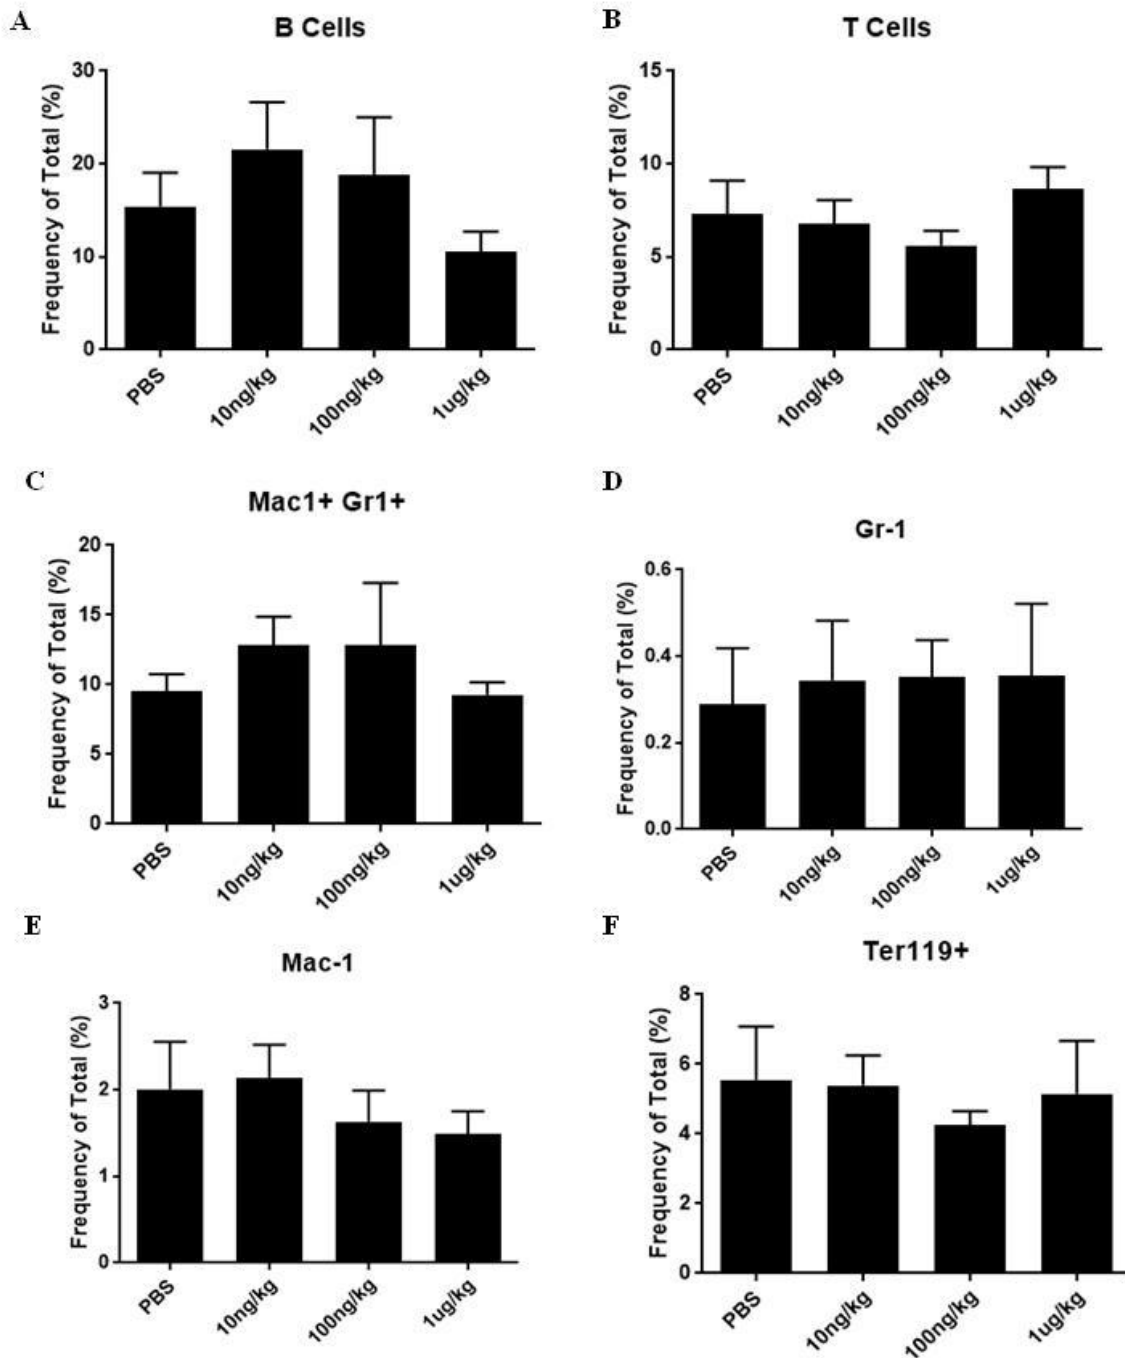 A
B Cells
Frequency of Total (%)
30
20
10
0
PBS
10ng/kg
100ng/kg
1ug/kg
B
T Cells
Frequency of Total (%)
15
10
5
0
PBS
10ng/kg
100ng/kg
1ug/kg
C
Mac1+ Gr1+
Frequency of Total (%)
20
15
10
5
0
PBS
10ng/kg
100ng/kg
1ug/kg
D
Gr-1
Frequency of Total (%)
0.6
0.4
0.2
0.0
PBS
10ng/kg
100ng/kg
1ug/kg
E
Mac-1
Frequency of Total (%)
3
2
1
0
PBS
10ng/kg
100ng/kg
1ug/kg
F
Ter119+
Frequency of Total (%)
8
6
4
2
0
PBS
10ng/kg
100ng/kg
1ug/kg